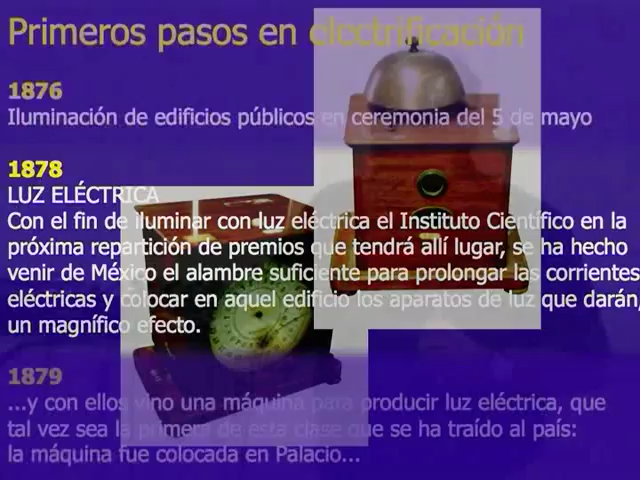 Primeros pasos en electrificación
1876
Iluminación de edificios públicos en ceremonia del 5 de mayo
1878
LUZ ELÉCTRICA
Con el fin de iluminar con luz eléctrica el Instituto Científico en la
próxima repartición de premios que tendrá allí lugar, se ha hecho
venir de México el alambre suficiente para prolongar las corrientes
eléctricas y colocar en aquel edificio los aparatos de luz que darán,
un magnífico efecto.
1879
...y con ellos vino una máquina para producir luz eléctrica, que
tal vez sea la primera de esta clase que se ha traído al país:
la máquina fue colocada en Palacio...